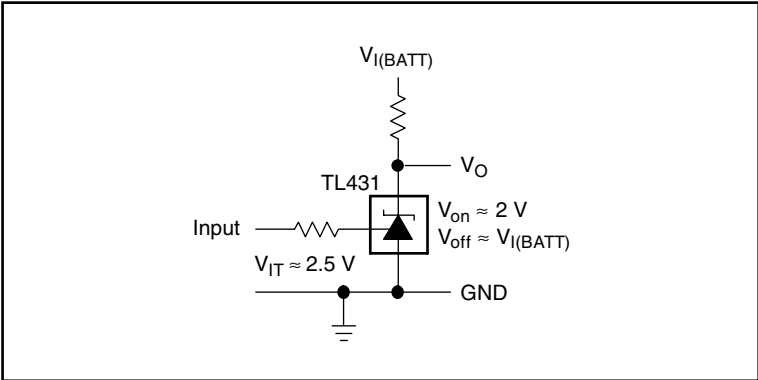 V_I(BATT)
V_O
TL431
V_on ≈ 2 V
Input
V_off ≈ V_I(BATT)
V_IT ≈ 2.5 V
GND